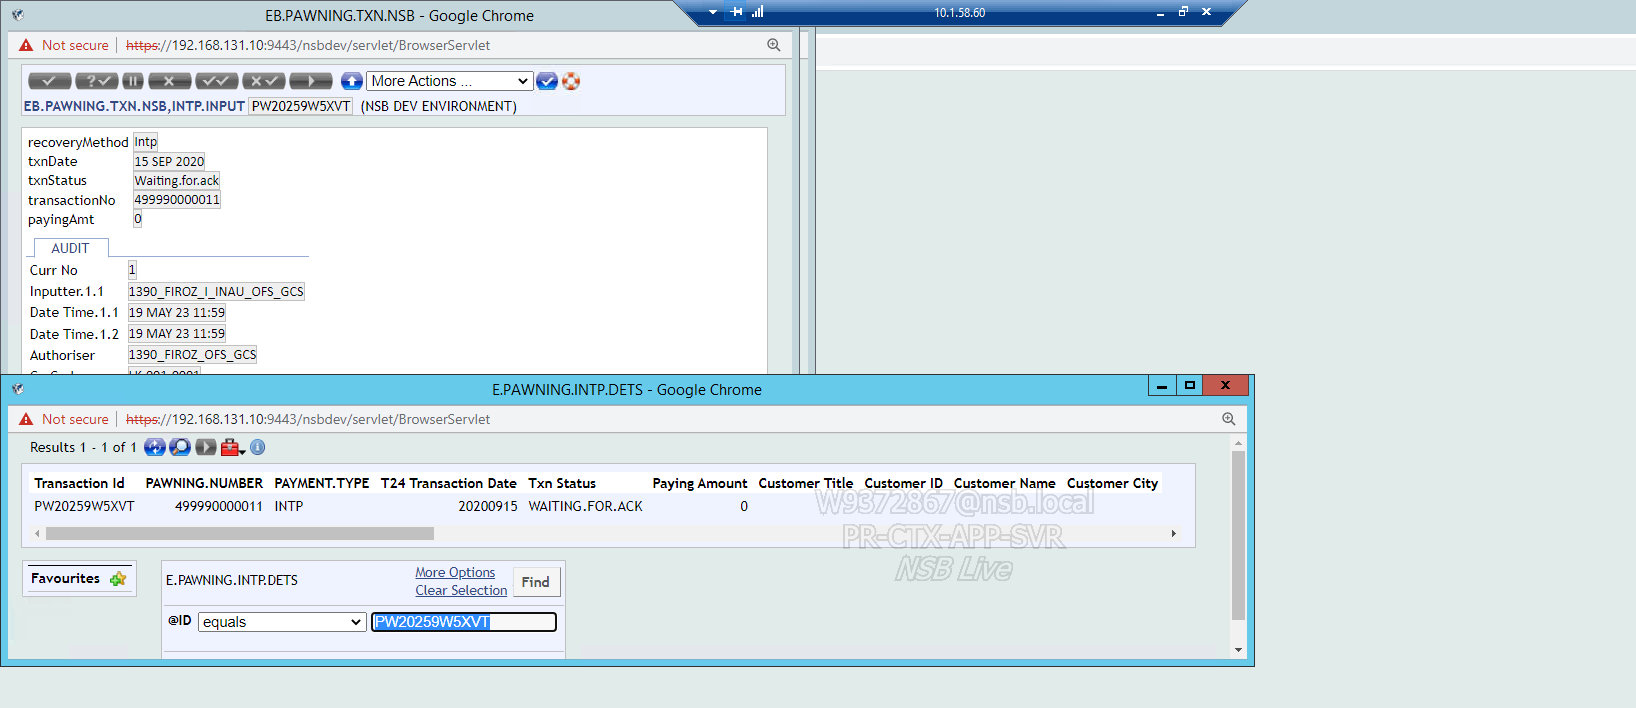 EB.PAWNING.TXN.NSB - Google Chrome
10.1.58.60
Not secure | https://192.168.131.10:9443/nsbdev/servlet/BrowserServlet
More Actions ...
EB.PAWNING.TXN.NSB,INTP.INPUT PW20259W5XVT (NSB DEV ENVIRONMENT)
recoveryMethod Intp
txnDate 15 SEP 2020
txnStatus Waiting.for.ack
transactionNo 499990000011
payingAmt 0
AUDIT
Curr No 1
Inputter.1.1 1390_FIROZ_I_INAU_OFS_GCS
Date Time.1.1 19 MAY 23 11:59
Date Time.1.2 19 MAY 23 11:59
Authoriser 1390_FIROZ_OFS_GCS
E.PAWNING.INTP.DETS - Google Chrome
Not secure | https://192.168.131.10:9443/nsbdev/servlet/BrowserServlet
Results 1 - 1 of 1
Transaction Id PAWNING.NUMBER PAYMENT.TYPE T24 Transaction Date Txn Status Paying Amount Customer Title Customer ID Customer Name Customer City
PW20259W5XVT 499990000011 INTP 20200915 WAITING.FOR.ACK 0
W9372867@nsb.local
PR-CTX-APP-SVR
NSB Live
Favourites
E.PAWNING.INTP.DETS
More Options
Clear Selection
Find
@ID equals PW20259W5XVT